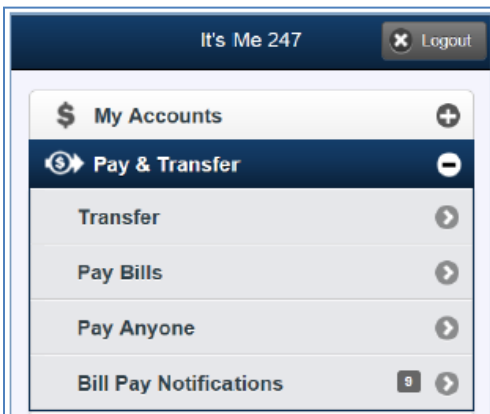 It's Me 247
Logout
$ My Accounts
Pay & Transfer
Transfer
Pay Bills
Pay Anyone
Bill Pay Notifications 9